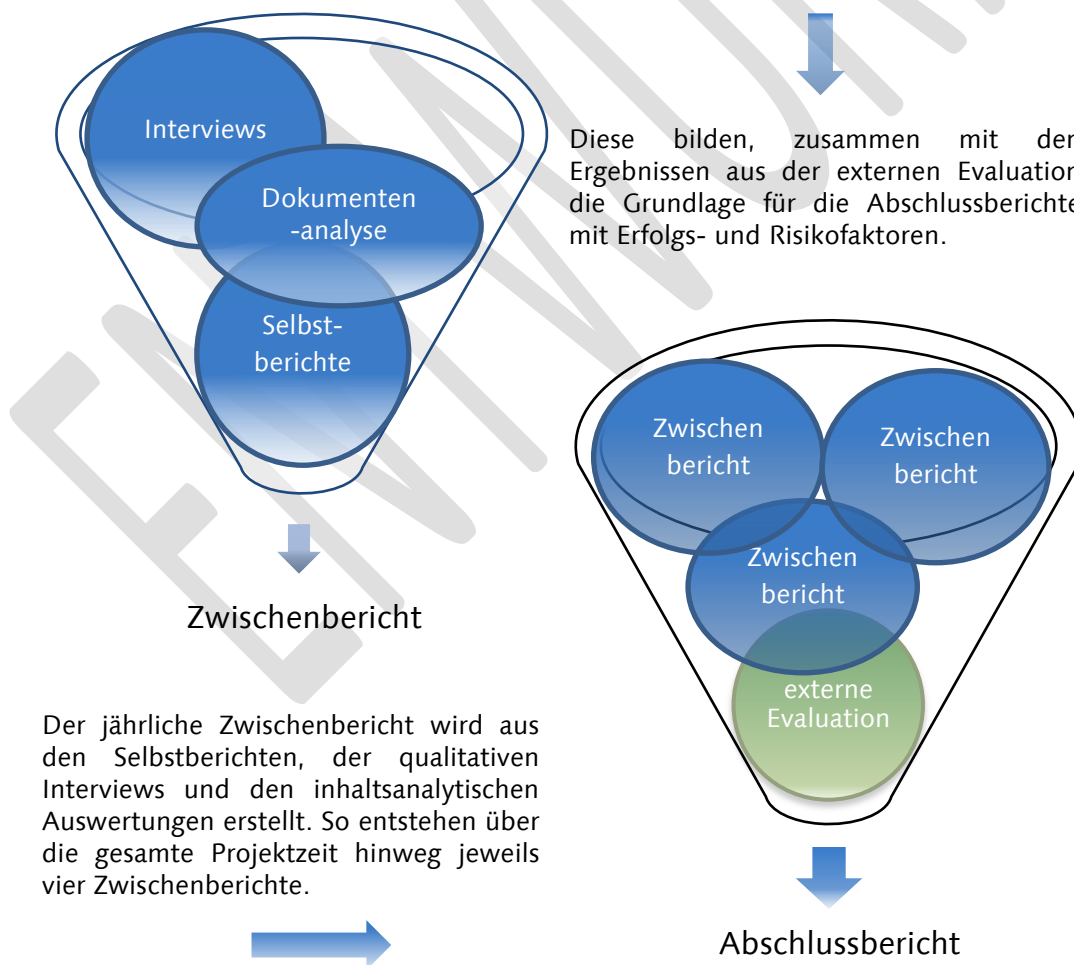 Interviews
Dokumenten
-analyse
Selbst-
berichte
Zwischenbericht
Der jährliche Zwischenbericht wird aus
den Selbstberichten, der qualitativen
Interviews und den inhaltsanalytischen
Auswertungen erstellt. So entstehen über
die gesamte Projektzeit hinweg jeweils
vier Zwischenberichte.
Diese bilden, zusammen mit den
Ergebnissen aus der externen Evaluation
die Grundlage für die Abschlussberichte
mit Erfolgs- und Risikofaktoren.
Zwischen
bericht
Zwischen
bericht
Zwischen
bericht
externe
Evaluation
Abschlussbericht